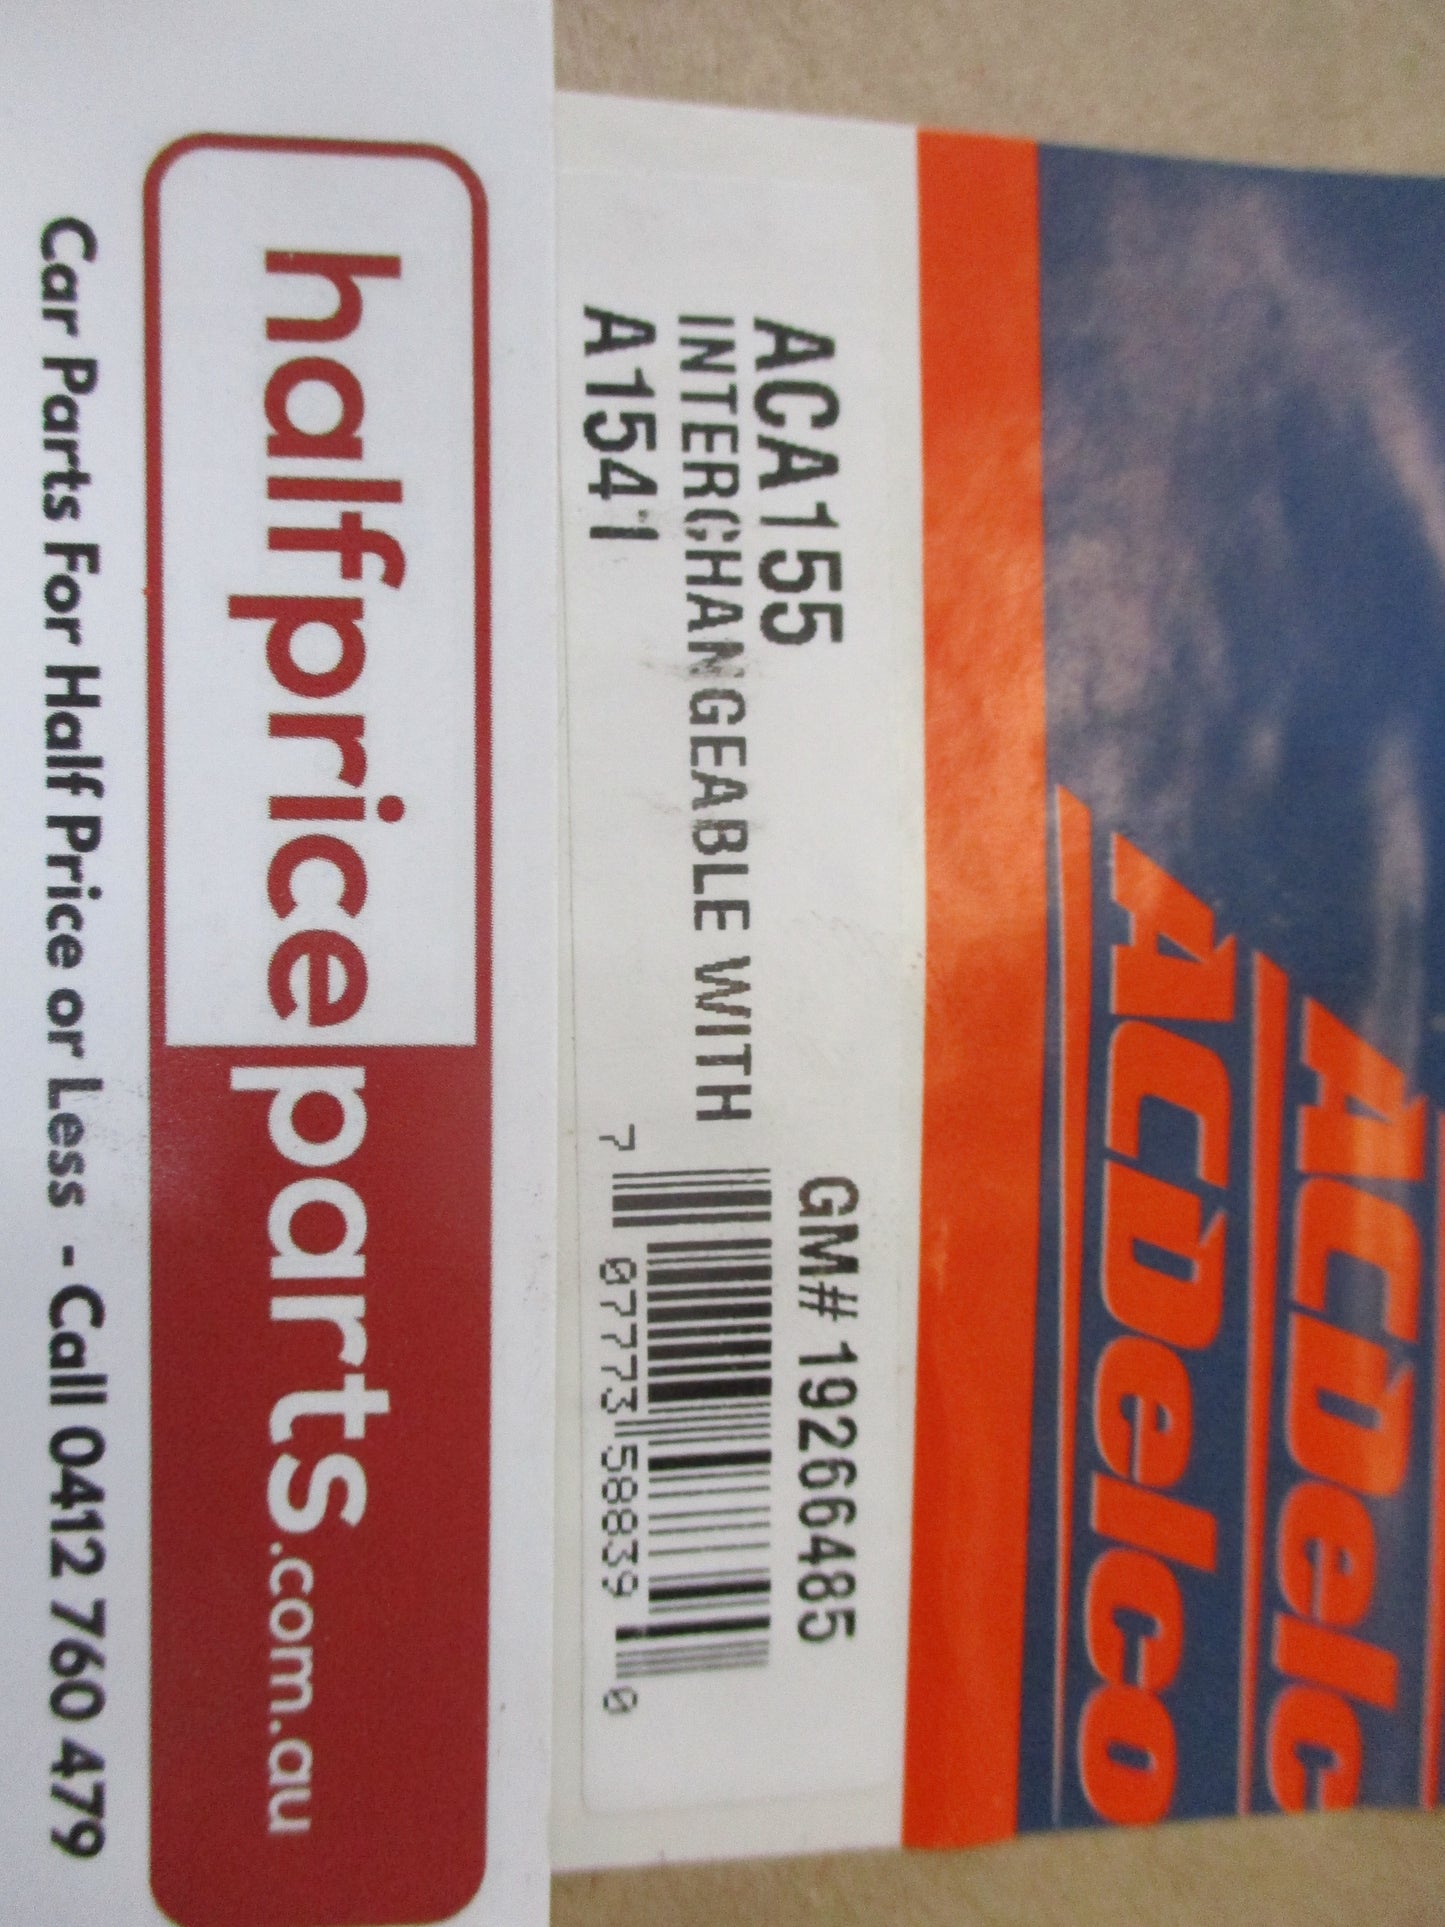 ACDelc
ACDelco
ACA155
GM# 19266485
INTERCHANGEABLE WITH
A1541
7 07773 58839 0
halfpriceparts.com.au
Car Parts For Half Price or Less - Call 0412 760 479